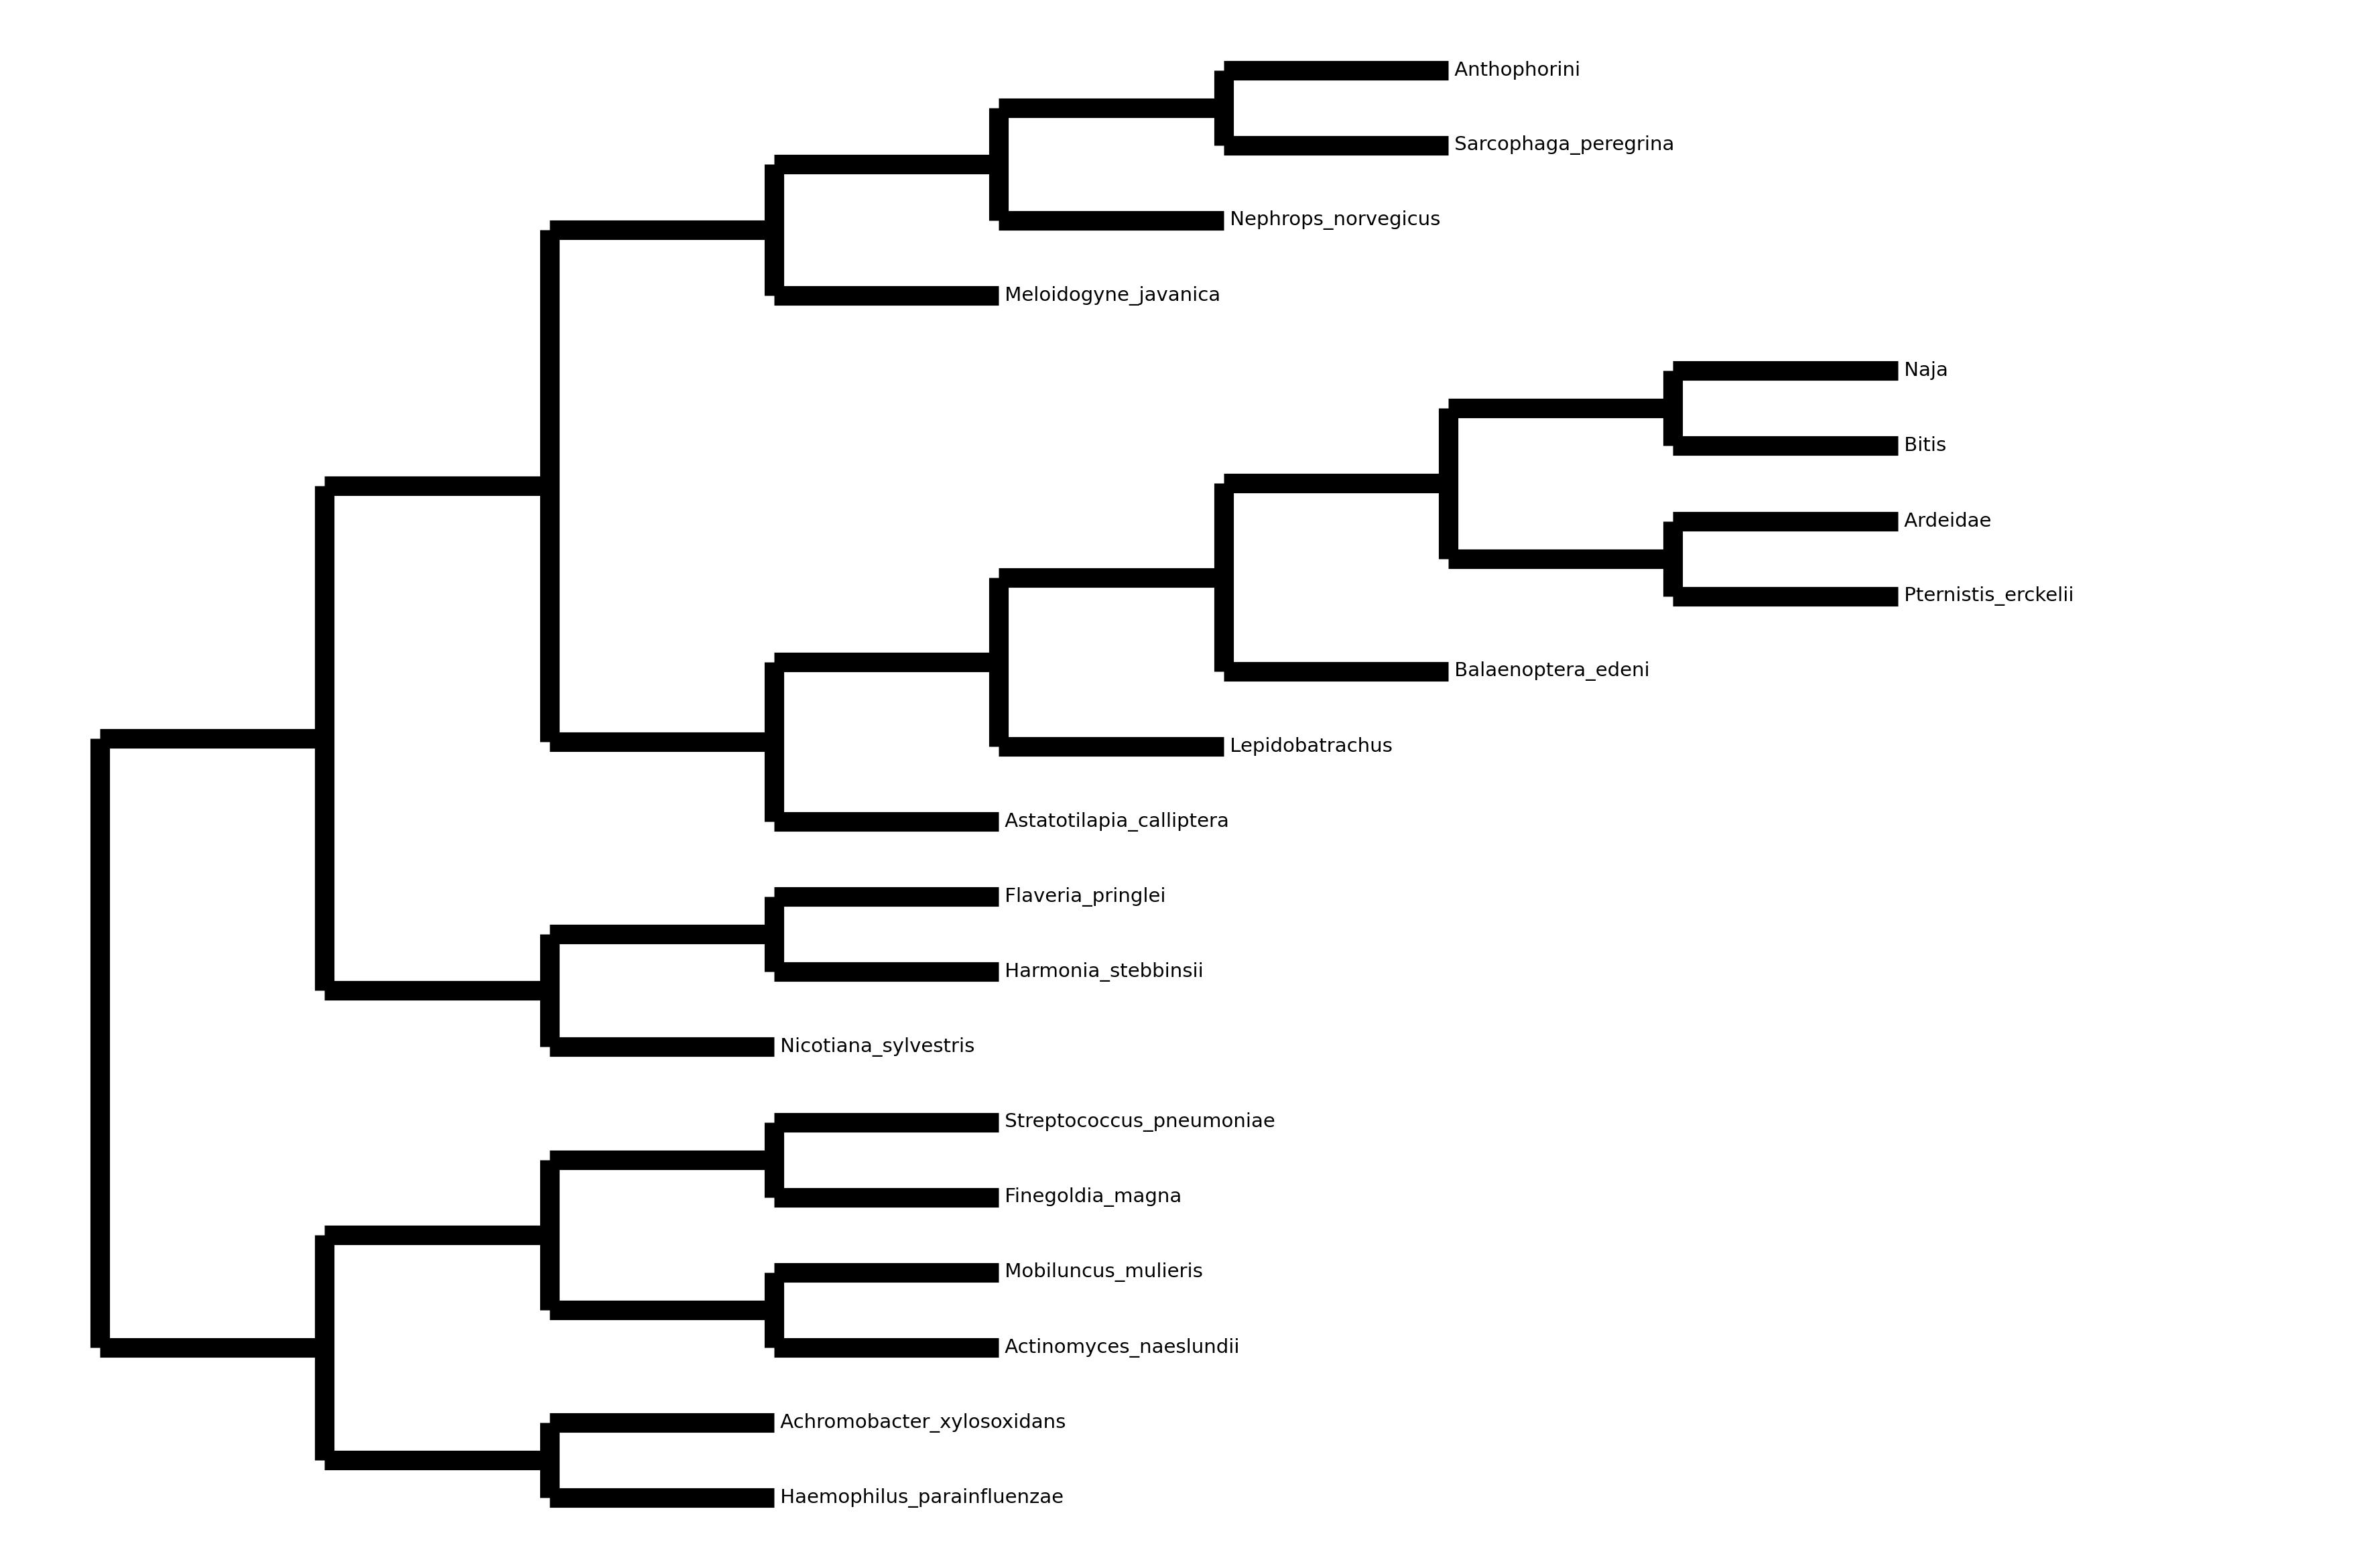 Anthophorini
Sarcophaga_peregrina
Nephrops_norvegicus
Meloidogyne_javanica
Naja
Bitis
Ardeidae
Pternistis_erckelii
Balaenoptera_edeni
Lepidobatrachus
Astatotilapia_calliptera
Flaveria_pringlei
Harmonia_stebbinsii
Nicotiana_sylvestris
Streptococcus_pneumoniae
Finegoldia_magna
Mobiluncus_mulieris
Actinomyces_naeslundii
Achromobacter_xylosoxidans
Haemophilus_parainfluenzae